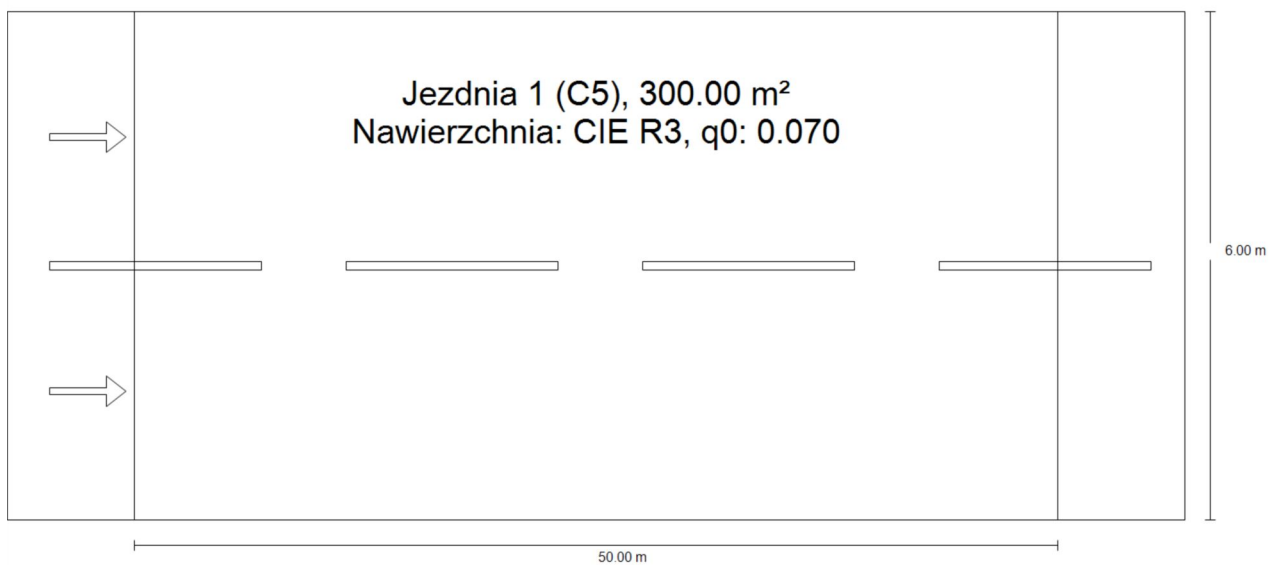 Jezdnia 1 (C5), 300.00 m²
Nawierzchnia: CIE R3, q0: 0.070
6.00 m
50.00 m